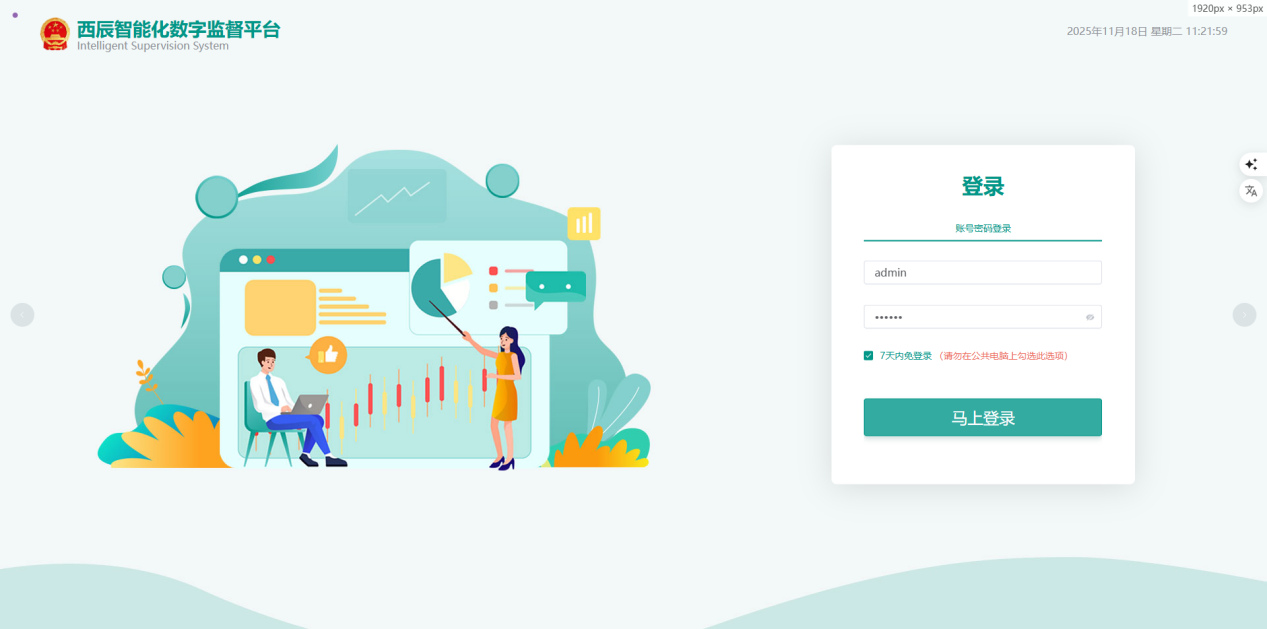 1920px × 953px
西辰智能化数字监督平台
Intelligent Supervision System
2025年11月18日 星期二 11:21:59
登录
账号密码登录
admin
••••••
7天内免登录 (请勿在公共电脑上勾选此选项)
马上登录